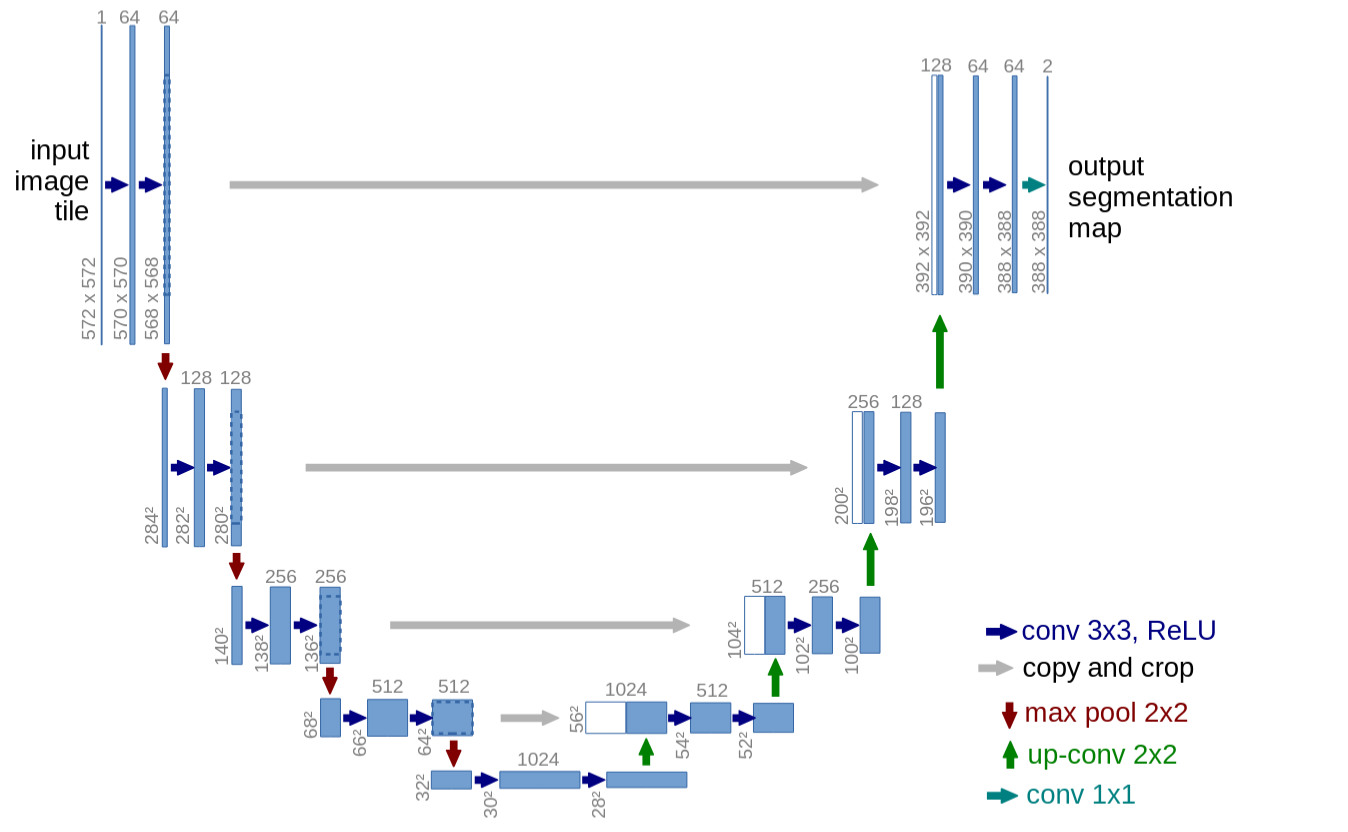 1 64 64
128 64 64 2
input
image
tile
output
segmentation
map
572 x 572
570 x 570
568 x 568
392 x 392
390 x 390
388 x 388
388 x 388
128 128
256 128
284²
282²
280²
200²
198²
196²
256 256
512 256
140²
138²
136²
104²
102²
100²
512 512
1024 512
68²
66²
64²
56²
54²
52²
1024
32²
30²
28²
conv 3x3, ReLU
copy and crop
max pool 2x2
up-conv 2x2
conv 1x1